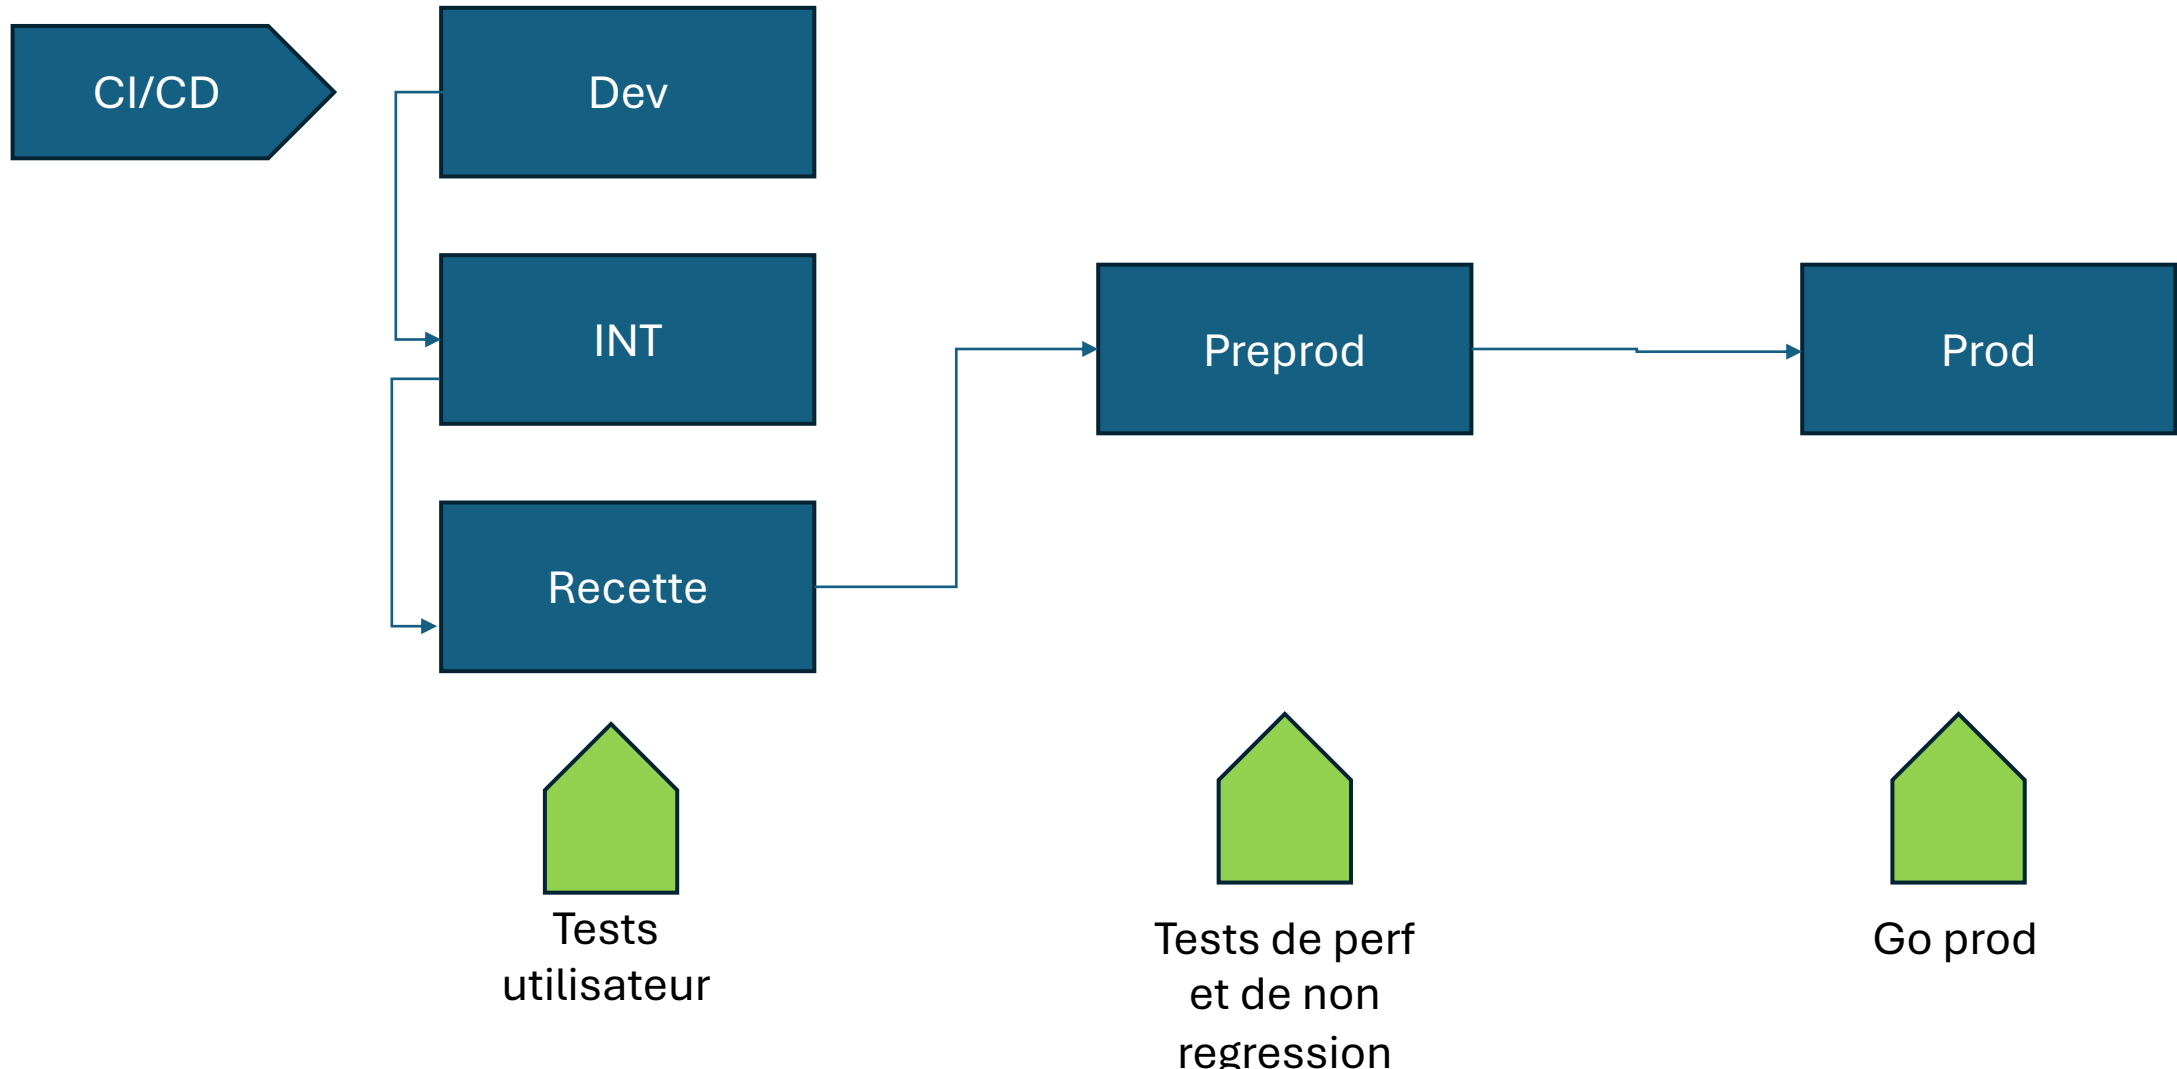 CI/CD
Dev
INT
Recette
Preprod
Prod
Tests
utilisateur
Tests de perf
et de non
regression
Go prod